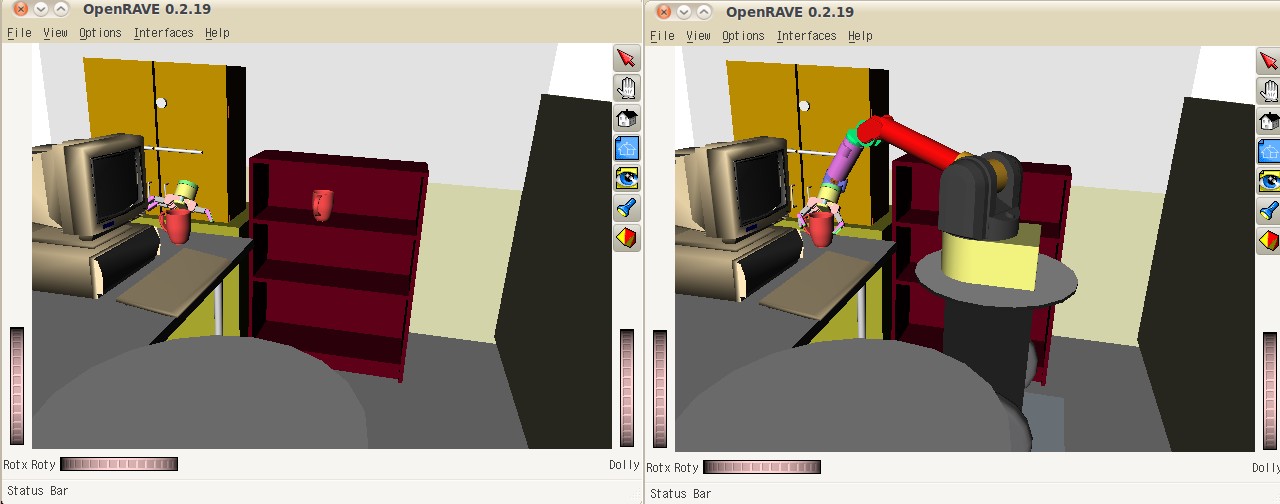 OpenRAVE 0.2.19
File View Options Interfaces Help
Rotx Roty
Dolly
Status Bar
OpenRAVE 0.2.19
File View Options Interfaces Help
Rotx Roty
Dolly
Status Bar